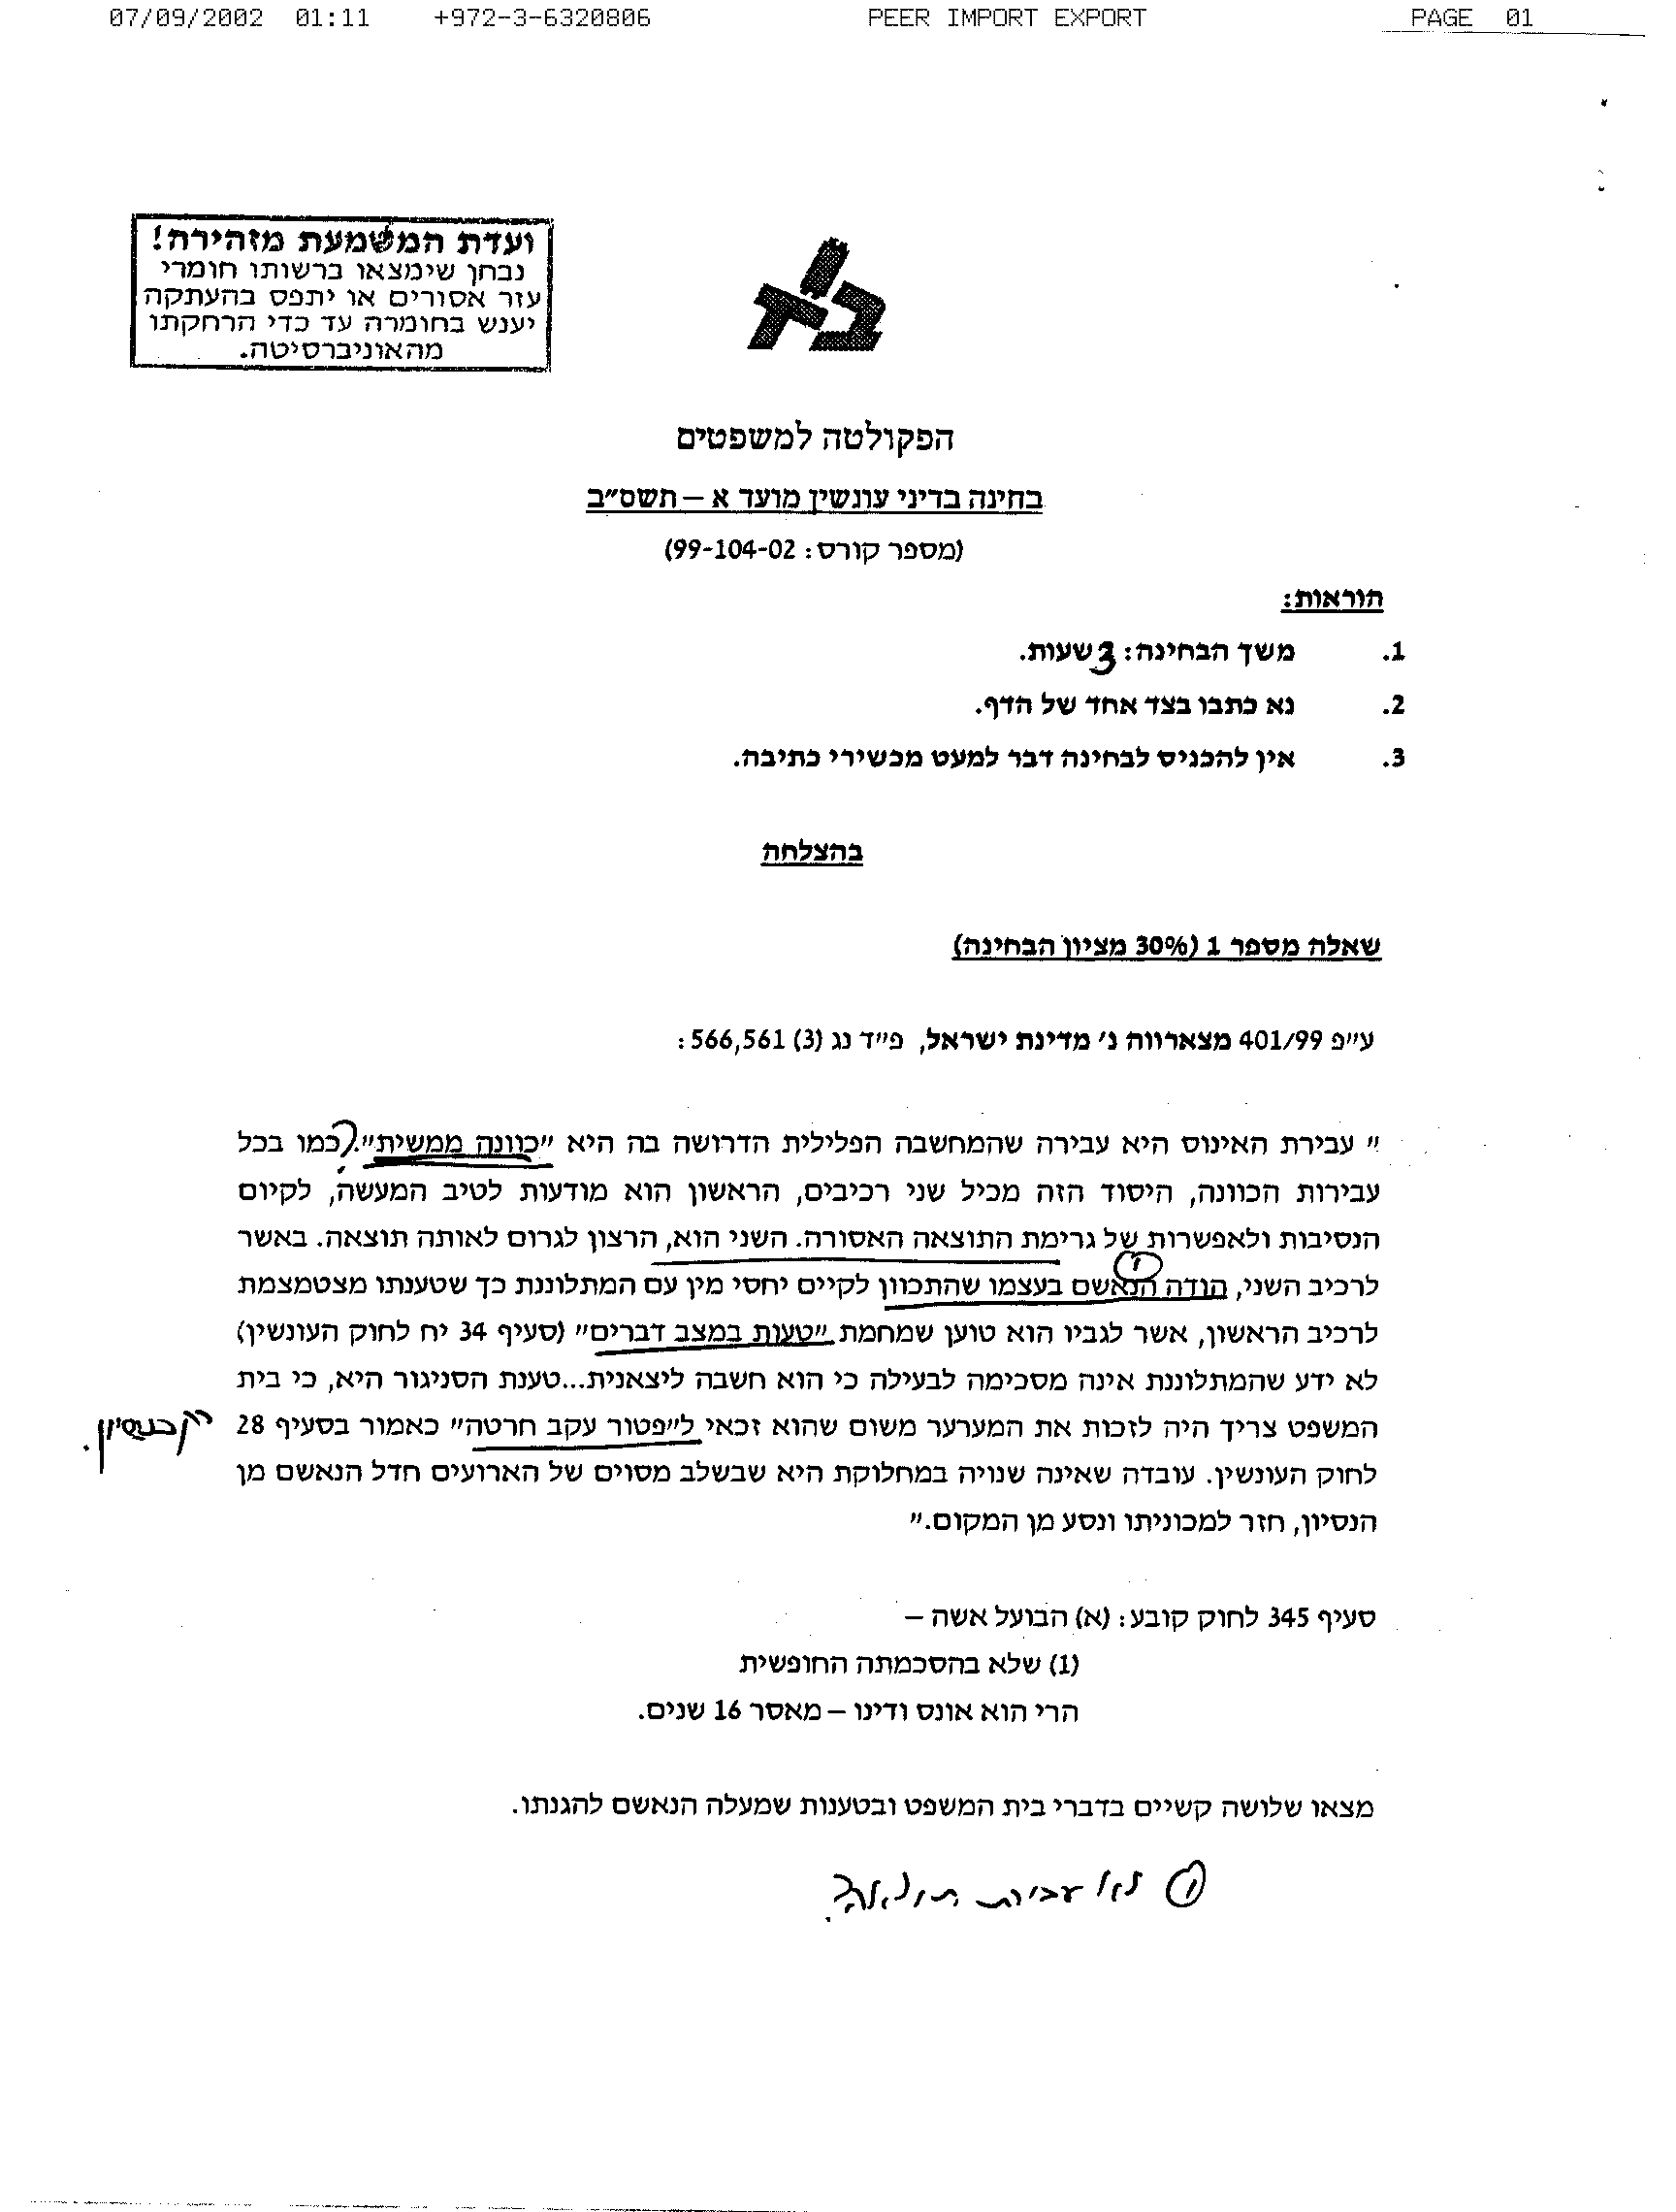 07/09/2002 01:11 +972-3-6320806 PEER IMPORT EXPORT PAGE 01
ועדת המשמעת מזהירה!
נבחן שימצאו ברשותו חומרי
עזר אסורים או יתפס בהעתקה
יענש בחומרה עד כדי הרחקתו
מהאוניברסיטה.
הפקולטה למשפטים
בחינה בדיני עונשין מועד א – תשס״ב
(מספר קורס: 99-104-02)
הוראות:
1. משך הבחינה: 3 שעות.
2. נא כתבו בצד אחד של הדף.
3. אין להכניס לבחינה דבר למעט מכשירי כתיבה.
בהצלחה
שאלה מספר 1 (30% מציון הבחינה)
ע״פ 401/99 מצארווה נ׳ מדינת ישראל, פ״ד נג (3) 566,561:
״ עבירת האינוס היא עבירה שהמחשבה הפלילית הדרושה בה היא ״כוונה ממשית״. כמו בכל
עבירות הכוונה, היסוד הזה מכיל שני רכיבים, הראשון הוא מודעות לטיב המעשה, לקיום
הנסיבות ולאפשרות של גרימת התוצאה האסורה. השני הוא, הרצון לגרום לאותה תוצאה. באשר
לרכיב השני, הודה הנאשם בעצמו שהתכוון לקיים יחסי מין עם המתלוננת כך שטענתו מצטמצמת
לרכיב הראשון, אשר לגביו הוא טוען שמחמת ״טעות במצב דברים״ (סעיף 34 יח לחוק העונשין)
לא ידע שהמתלוננת אינה מסכימה לבעילה כי הוא חשבה ליצאנית...טענת הסניגור היא, כי בית
המשפט צריך היה לזכות את המערער משום שהוא זכאי ל״פטור עקב חרטה״ כאמור בסעיף 28
רק בנסיון.
לחוק העונשין. עובדה שאינה שנויה במחלוקת היא שבשלב מסוים של הארועים חדל הנאשם מן
הנסיון, חזר למכוניתו ונסע מן המקום.״
סעיף 345 לחוק קובע: (א) הבועל אשה –
(1) שלא בהסכמתה החופשית
הרי הוא אונס ודינו – מאסר 16 שנים.
מצאו שלושה קשיים בדברי בית המשפט ובטענות שמעלה הנאשם להגנתו.
לא עבירת תוצאה.